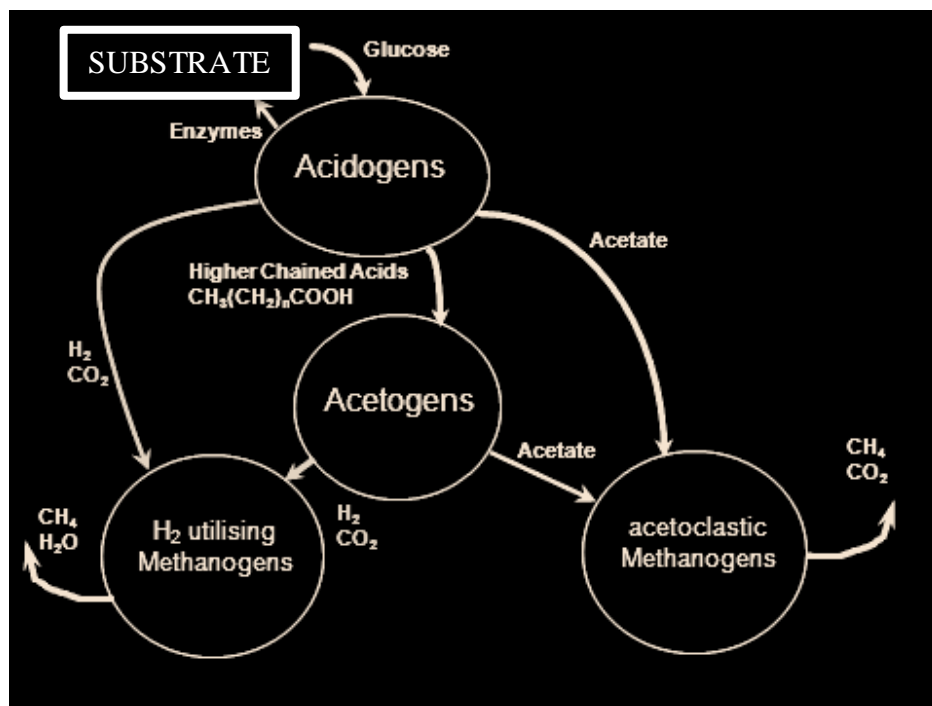 SUBSTRATE
Glucose
Enzymes
Acidogens
Acetate
Higher Chained Acids
CH₃(CH₂)ₙCOOH
H₂
CO₂
Acetogens
Acetate
CH₄
CO₂
H₂
CO₂
CH₄
H₂O
H₂ utilising
Methanogens
acetoclastic
Methanogens